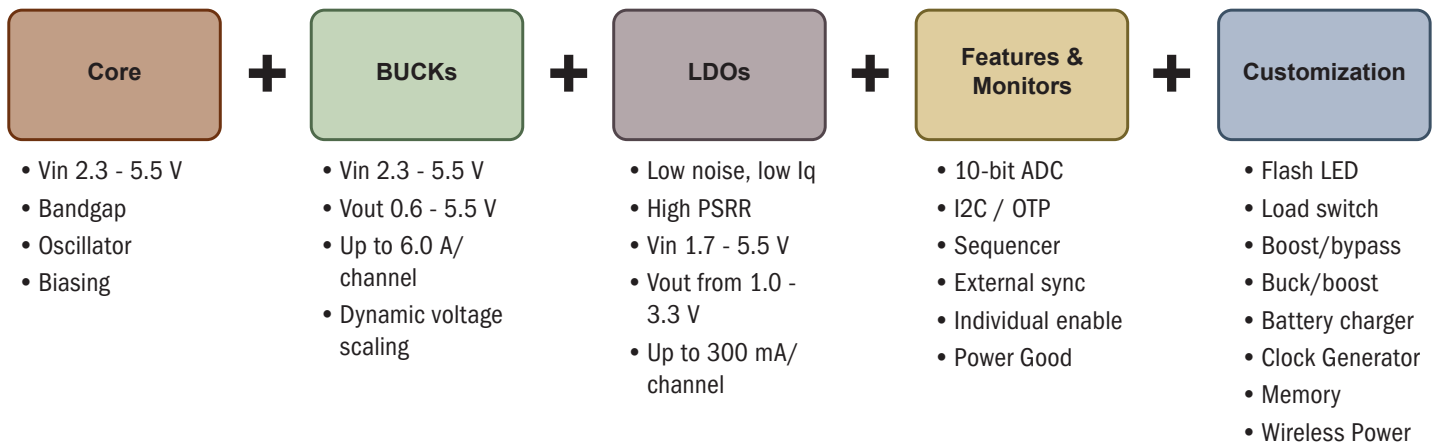 Core
+
BUCKs
+
LDOs
+
Features &
Monitors
+
Customization
• Vin 2.3 - 5.5 V
• Bandgap
• Oscillator
• Biasing
• Vin 2.3 - 5.5 V
• Vout 0.6 - 5.5 V
• Up to 6.0 A/
channel
• Dynamic voltage
scaling
• Low noise, low Iq
• High PSRR
• Vin 1.7 - 5.5 V
• Vout from 1.0 -
3.3 V
• Up to 300 mA/
channel
• 10-bit ADC
• I2C / OTP
• Sequencer
• External sync
• Individual enable
• Power Good
• Flash LED
• Load switch
• Boost/bypass
• Buck/boost
• Battery charger
• Clock Generator
• Memory
• Wireless Power